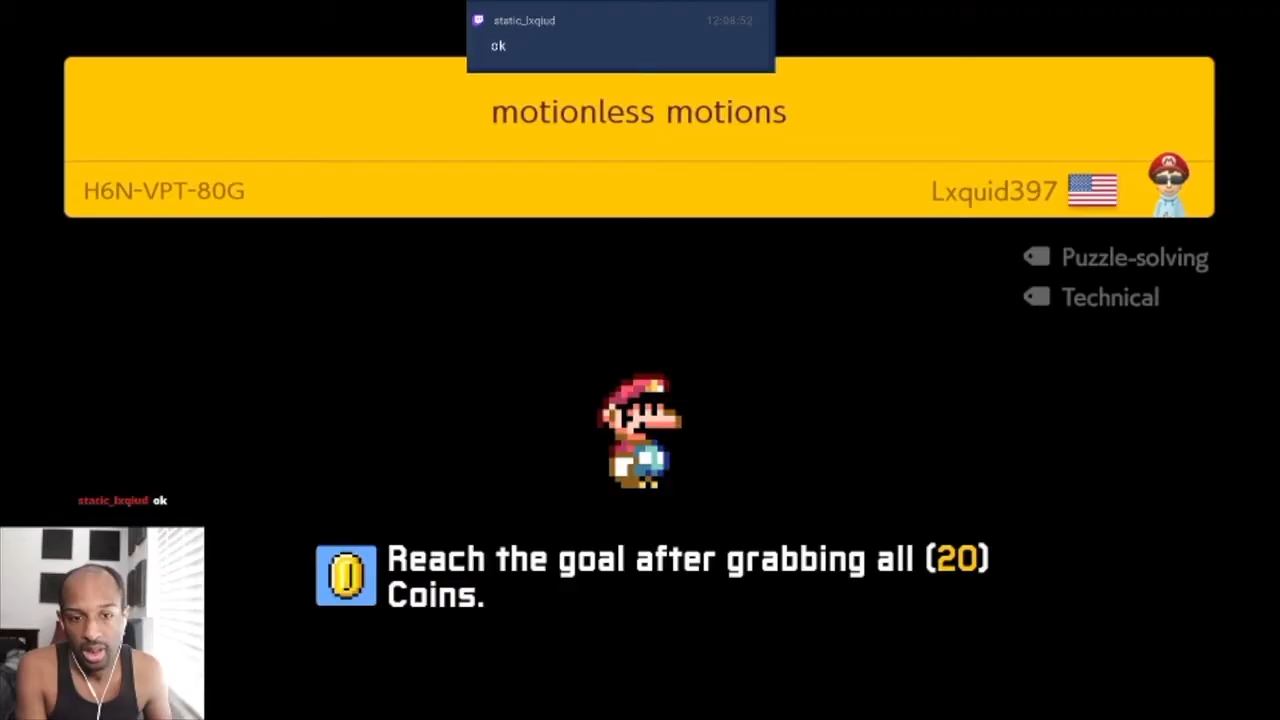 static_lxqiud 12:08:52
ok
motionless motions
H6N-VPT-80G Lxquid397
Puzzle-solving
Technical
static_lxqiud ok
Reach the goal after grabbing all (20)
Coins.